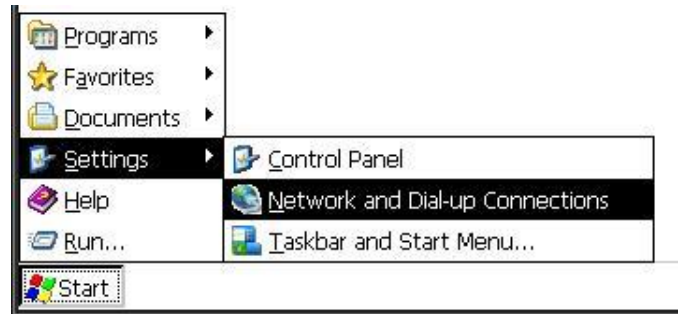 Programs
Favorites
Documents
Settings
Control Panel
Help
Network and Dial-up Connections
Run...
Taskbar and Start Menu...
Start